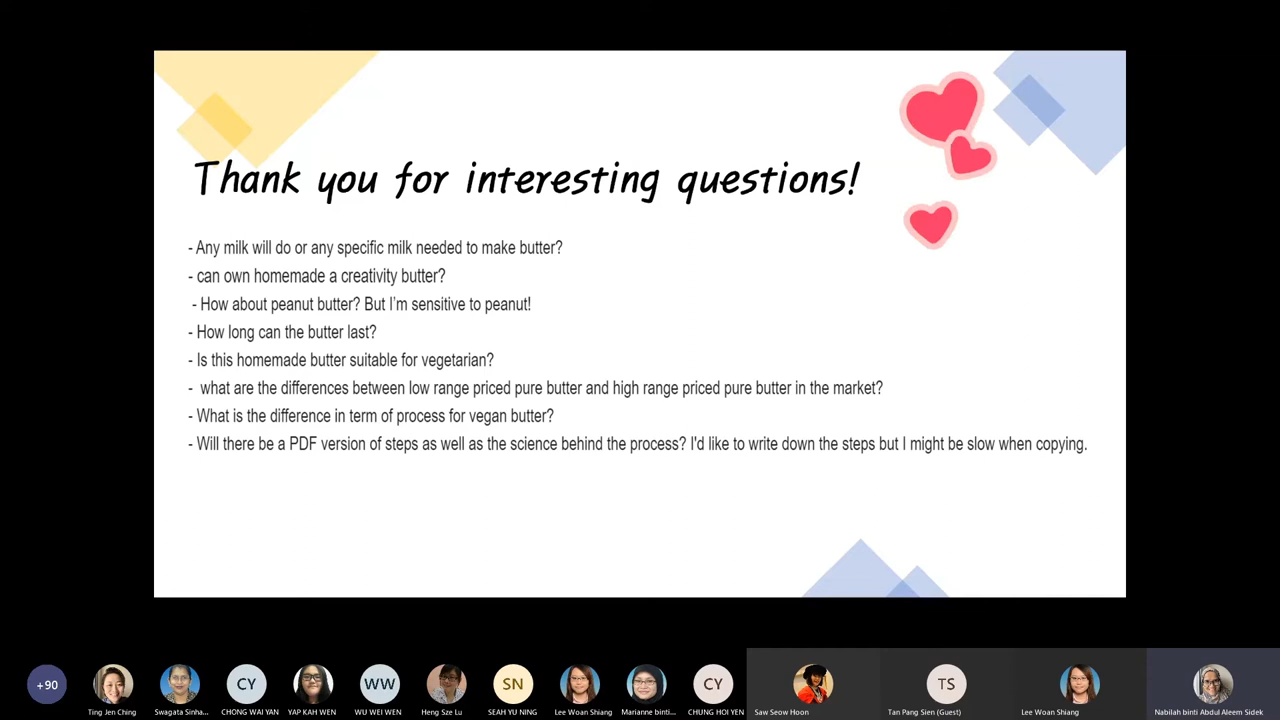 Thank you for interesting questions!
- Any milk will do or any specific milk needed to make butter?
- can own homemade a creativity butter?
- How about peanut butter? But I'm sensitive to peanut!
- How long can the butter last?
- Is this homemade butter suitable for vegetarian?
- what are the differences between low range priced pure butter and high range priced pure butter in the market?
- What is the difference in term of process for vegan butter?
- Will there be a PDF version of steps as well as the science behind the process? I'd like to write down the steps but I might be slow when copying.
+90 CY WW SN CY TS
Ting Jen Ching Swagata Sinha... CHONG WAI YAN YAP KAH WEN WU WEI WEN Heng Sze Lu SEAH YU NING Lee Woan Shiang Marianne binti... CHUNG HOI YEN Saw Seow Hoon Tan Pang Sien (Guest) Lee Woan Shiang Nabilah binti Abdul Aleem Sidek